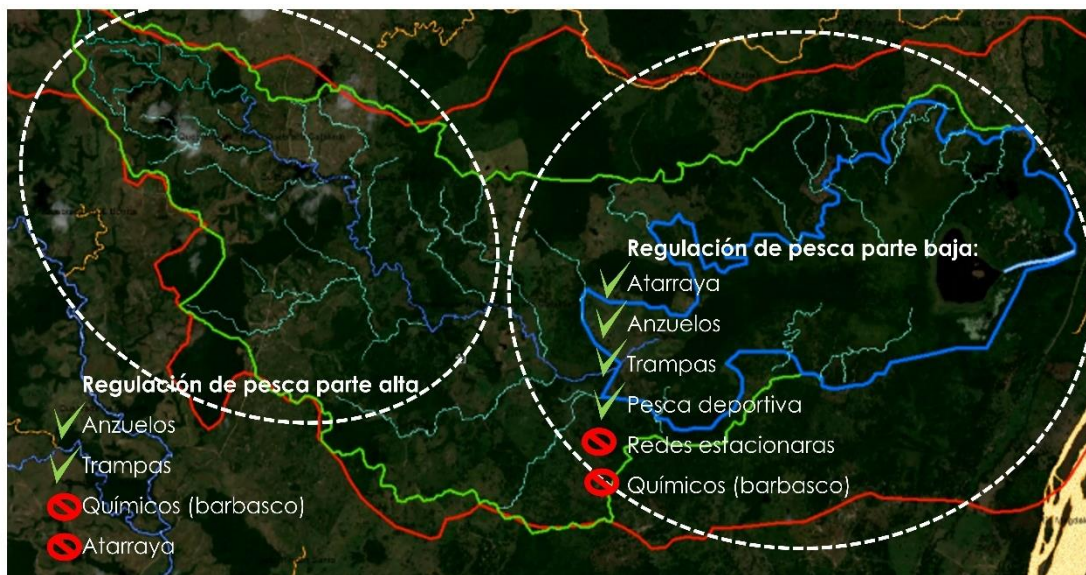 Regulación de pesca parte alta
Anzuelos
Trampas
Químicos (barbasco)
Atarraya
Regulación de pesca parte baja:
Atarraya
Anzuelos
Trampas
Pesca deportiva
Redes estacionaras
Químicos (barbasco)